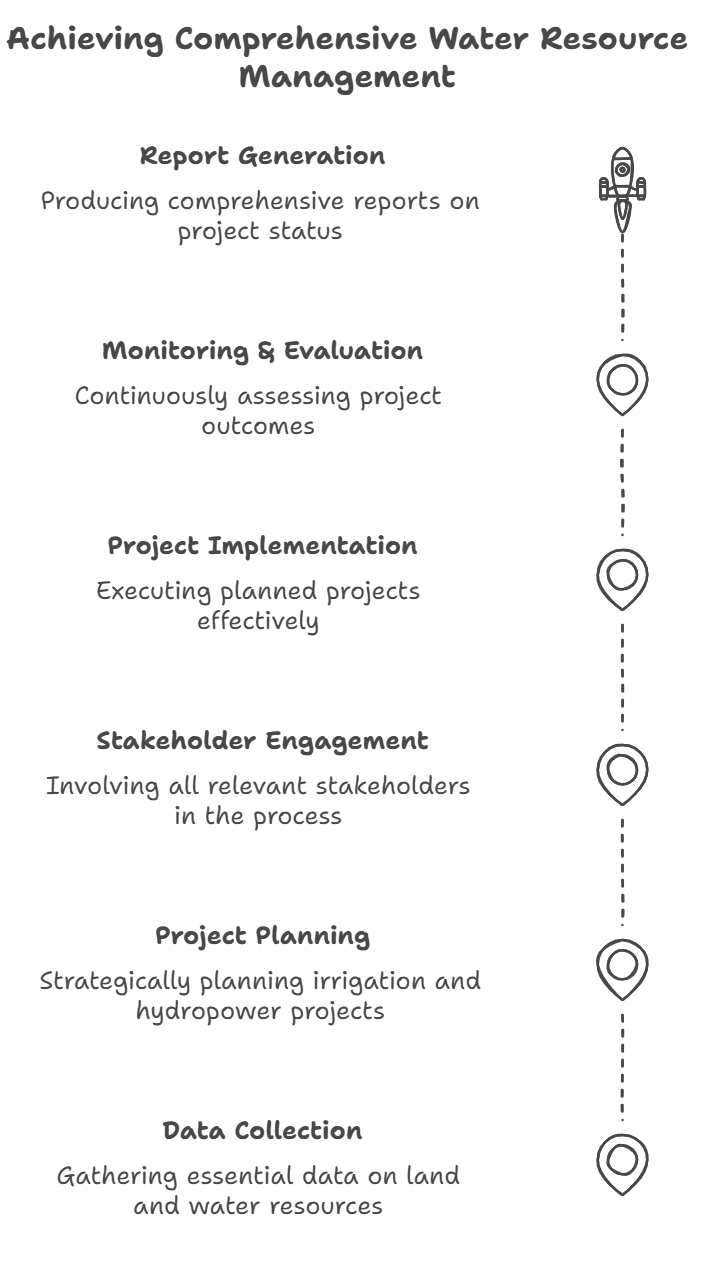 Achieving Comprehensive Water Resource
Management
Report Generation
Producing comprehensive reports on
project status
Monitoring & Evaluation
Continuously assessing project
outcomes
Project Implementation
Executing planned projects
effectively
Stakeholder Engagement
Involving all relevant stakeholders
in the process
Project Planning
Strategically planning irrigation and
hydropower projects
Data Collection
Gathering essential data on land
and water resources